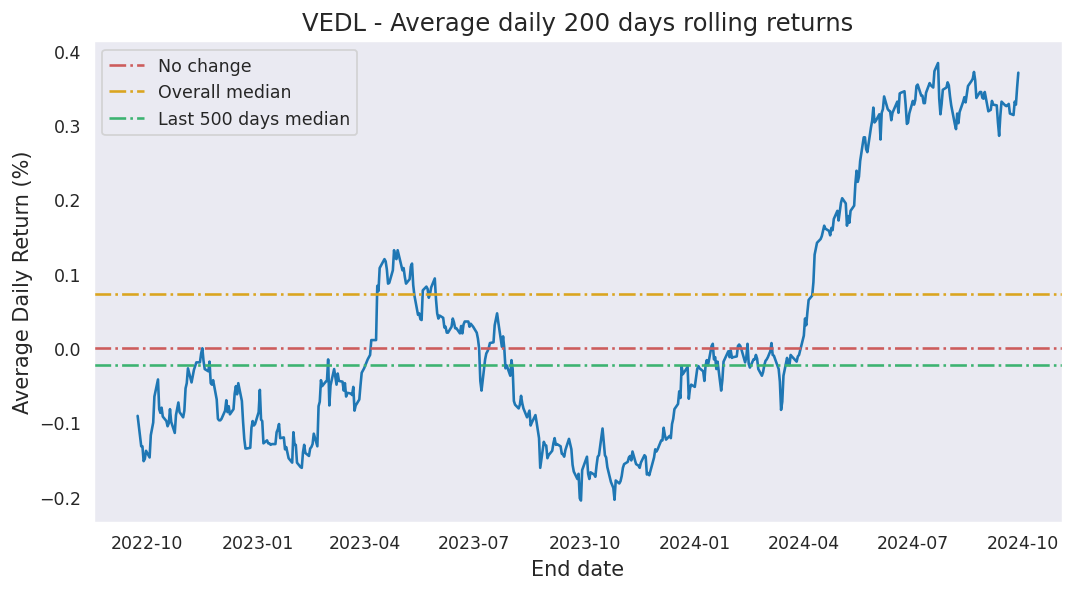 VEDL - Average daily 200 days rolling returns
No change
Overall median
Last 500 days median
Average Daily Return (%)
0.4
0.3
0.2
0.1
0.0
−0.1
−0.2
2022-10
2023-01
2023-04
2023-07
2023-10
2024-01
2024-04
2024-07
2024-10
End date